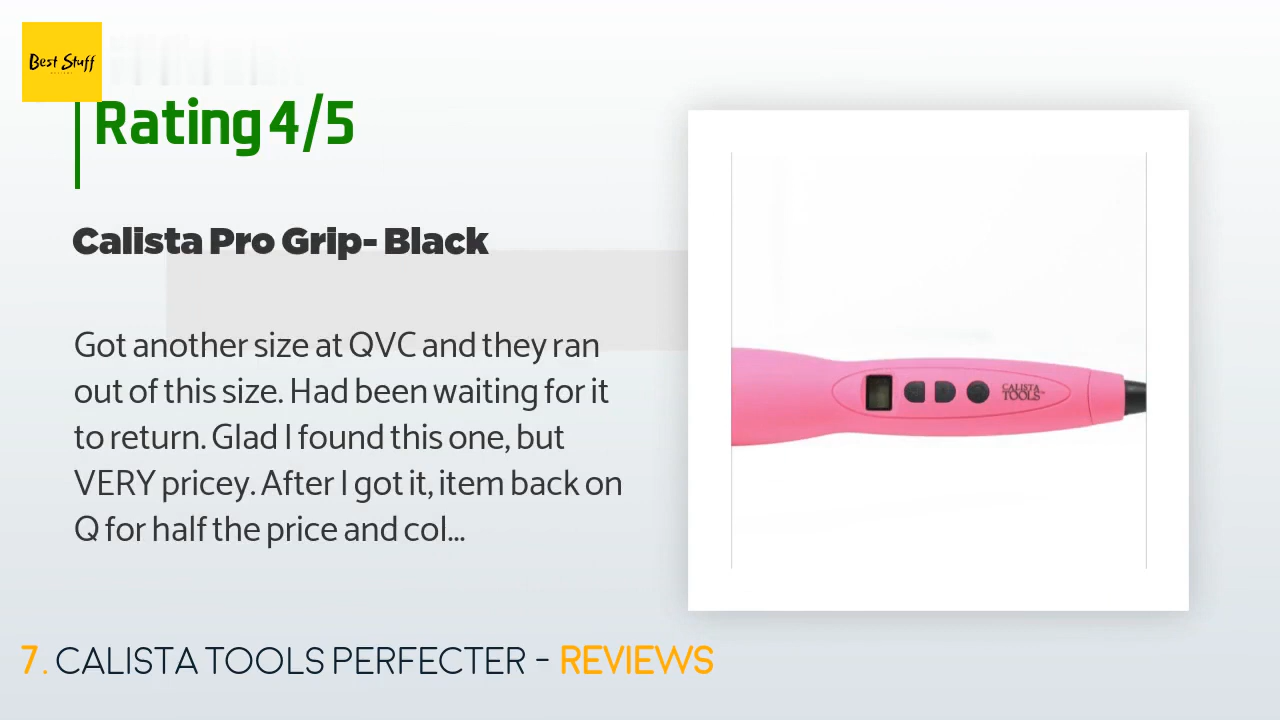 Best Stuff
Rating 4/5
Calista Pro Grip- Black
Got another size at QVC and they ran
out of this size. Had been waiting for it
to return. Glad I found this one, but
VERY pricey. After I got it, item back on
Q for half the price and col...
CALISTA
TOOLS™
7. CALISTA TOOLS PERFECTER - REVIEWS